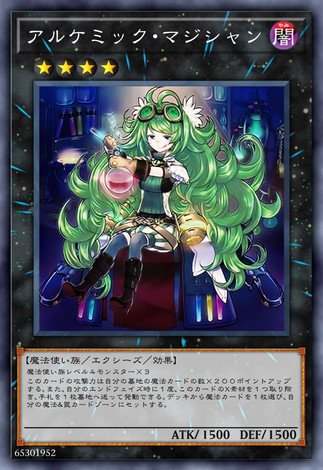 アルケミック・マジシャン
やみ
闇
【魔法使い族／エクシーズ／効果】
魔法使い族レベル４モンスター×３
このカードの攻撃力は自分の墓地の魔法カードの数×２００ポイントアップ
する。また、自分のエンドフェイズ時に１度、このカードのＸ素材を１つ取り除
き、手札を１枚墓地へ送って発動できる。デッキから魔法カードを１枚選び、自
分の魔法&罠カードゾーンにセットする。
ATK/1500 DEF/1500
65301952